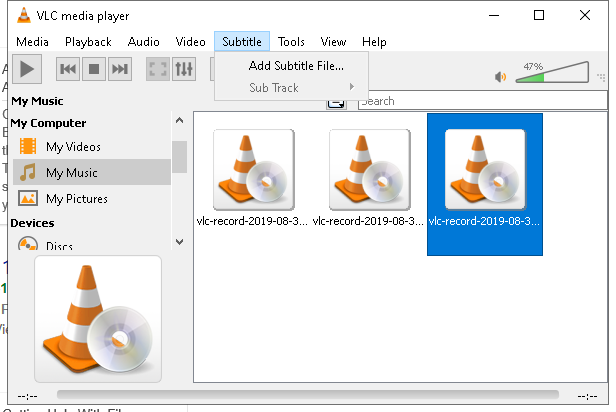 VLC media player
Media Playback Audio Video Subtitle Tools View Help
Add Subtitle File...
Sub Track
47%
My Music
Search
My Computer
My Videos
My Music
My Pictures
Devices
Discs
vlc-record-2019-08-3... vlc-record-2019-08-3... vlc-record-2019-08-3...
--:-- --:--